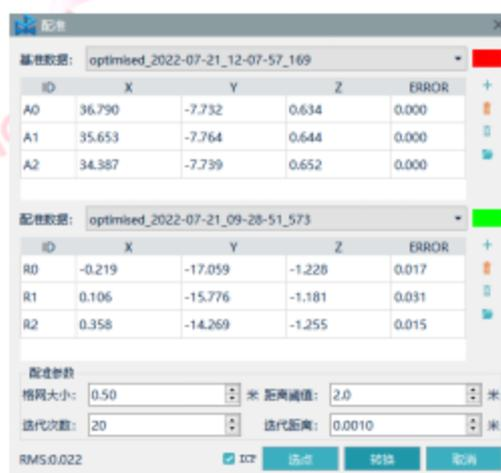 配准
基准数据: optimised_2022-07-21_12-07-57_169
ID X Y Z ERROR
A0 36.790 -7.732 0.634 0.000
A1 35.653 -7.764 0.644 0.000
A2 34.387 -7.739 0.652 0.000
配准数据: optimised_2022-07-21_09-28-51_573
ID X Y Z ERROR
R0 -0.219 -17.059 -1.228 0.017
R1 0.106 -15.776 -1.181 0.031
R2 0.358 -14.269 -1.255 0.015
配准参数
格网大小: 0.50 米 距离阈值: 2.0 米
迭代次数: 20 迭代距离: 0.0010 米
RMS:0.022 ICP 选点 转换 取消